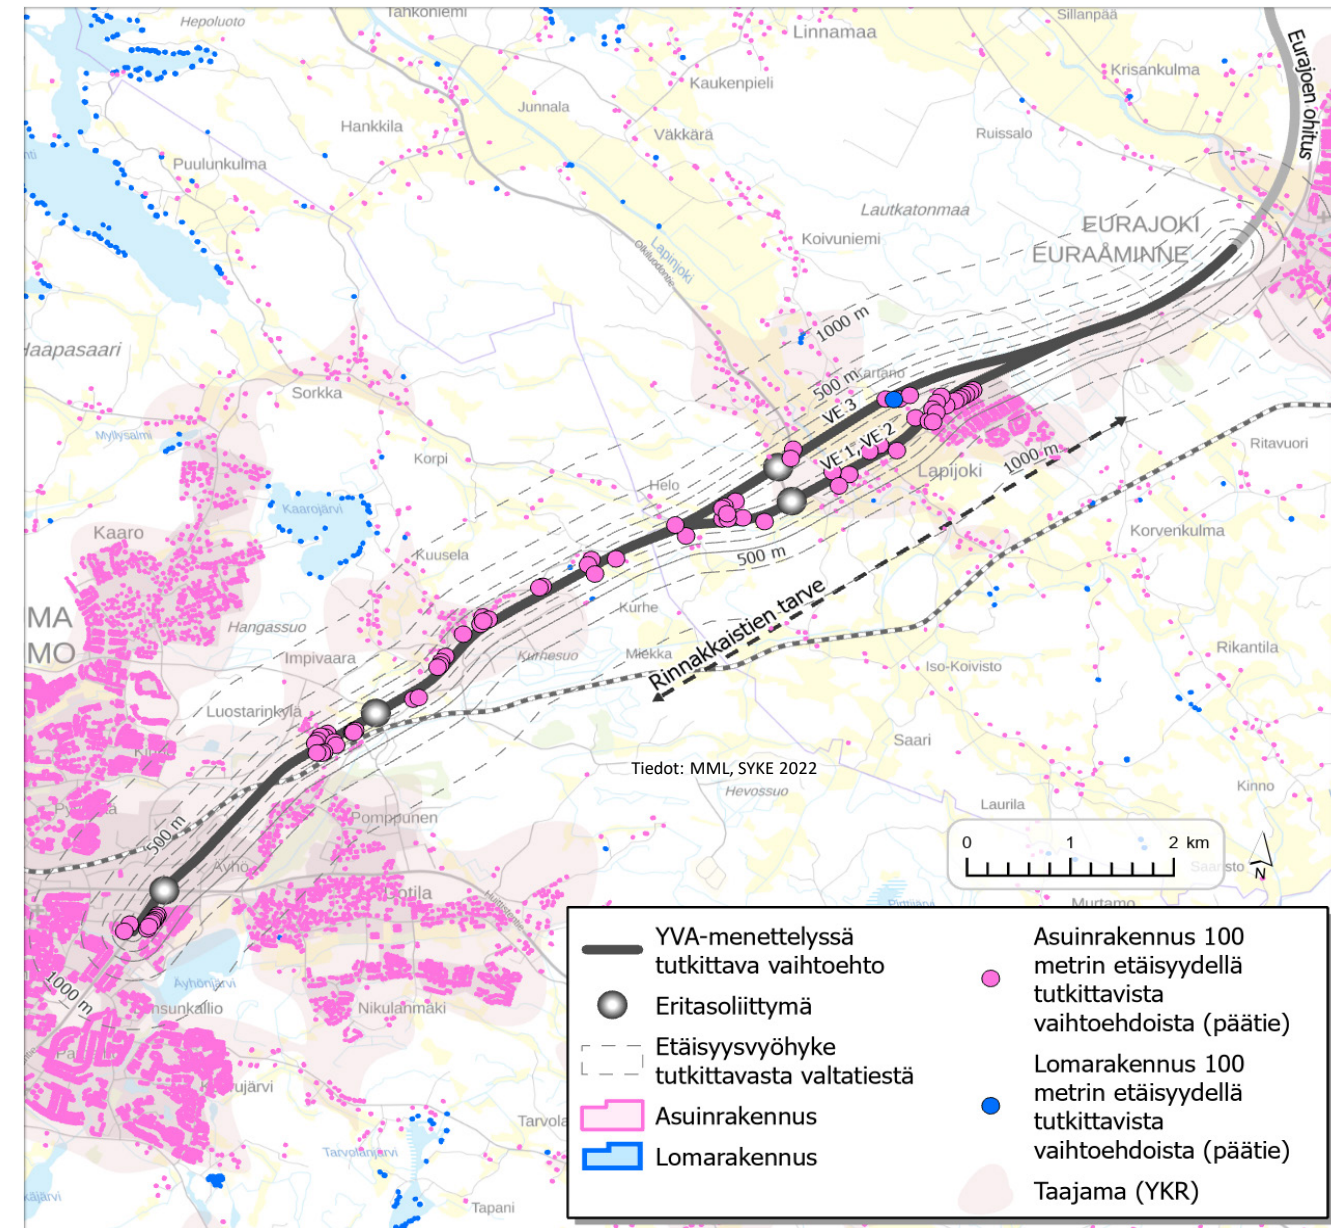 Hepoluoto
Tahkoniemi
Linnamaa
Sillanpää
Eurajoen ohitus
Krisankulma
Kaukenpieli
Junnala
Hankkila
Väkkärä
Ruissalo
Puulunkulma
Lautkatonmaa
Koivuniemi
EURAJOKI
EURAÅMINNE
Lapinjoki
Olkiluodontie
1000 m
Haapasaari
Sorkka
500 m
Kartano
VE 3
VE 1, VE 2
Myllysalmi
Korpi
Lapijoki
1000 m
Ritavuori
Helo
Kaarojärvi
Kaaro
Kuusela
Korvenkulma
500 m
Kurhe
Hangassuo
Rinnakkaistien tarve
Impivaara
Kurhesuo
Miekka
Iso-Koivisto
Rikantila
Luostarinkylä
Saari
Tiedot: MML, SYKE 2022
Hevossuo
Kinno
Laurila
Pomppunen
500 m
0 1 2 km
N
Äyhö
Murtamo
Äyhönjärvi
1000 m
Nikulanmäki
Tarvolanjärvi
Tapani
YVA-menettelyssä
tutkittava vaihtoehto
Eritasoliittymä
Etäisyysvyöhyke
tutkittavasta valtatiestä
Asuinrakennus
Lomarakennus
Asuinrakennus 100
metrin etäisyydellä
tutkittavista
vaihtoehdoista (päätie)
Lomarakennus 100
metrin etäisyydellä
tutkittavista
vaihtoehdoista (päätie)
Taajama (YKR)